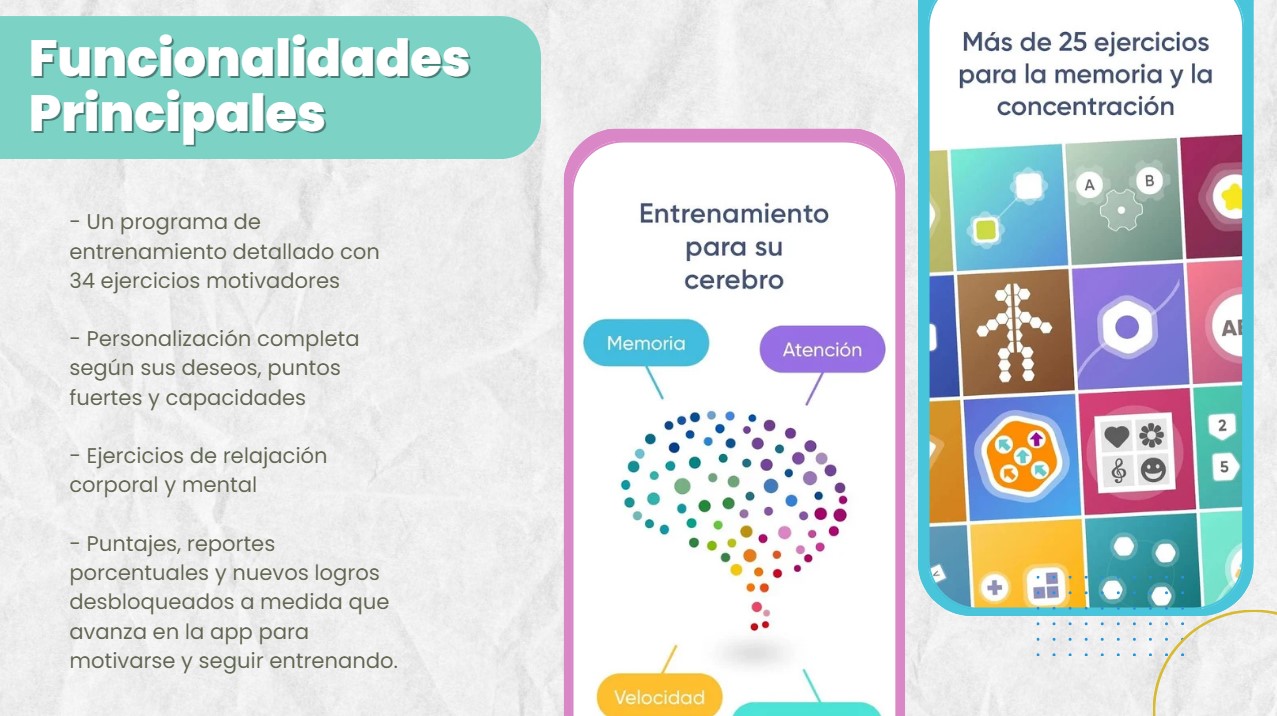 Funcionalidades
Principales
- Un programa de
entrenamiento detallado con
34 ejercicios motivadores
- Personalización completa
según sus deseos, puntos
fuertes y capacidades
- Ejercicios de relajación
corporal y mental
- Puntajes, reportes
porcentuales y nuevos logros
desbloqueados a medida que
avanza en la app para
motivarse y seguir entrenando.
Entrenamiento
para su
cerebro
Memoria
Atención
Velocidad
Más de 25 ejercicios
para la memoria y la
concentración
A
B
2
5